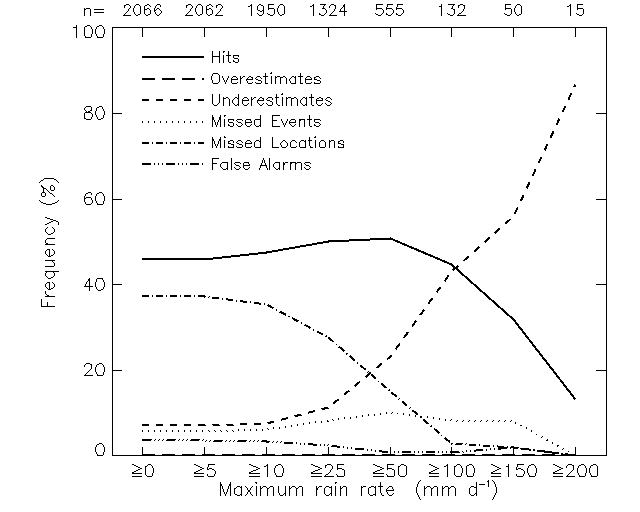 n= 2066 2062 1950 1324 555 132 50 15
100
Hits
Overestimates
80
Underestimates
Missed Events
Missed Locations
False Alarms
60
Frequency (%)
40
20
0
≥0 ≥5 ≥10 ≥25 ≥50 ≥100 ≥150 ≥200
Maximum rain rate (mm d⁻¹)